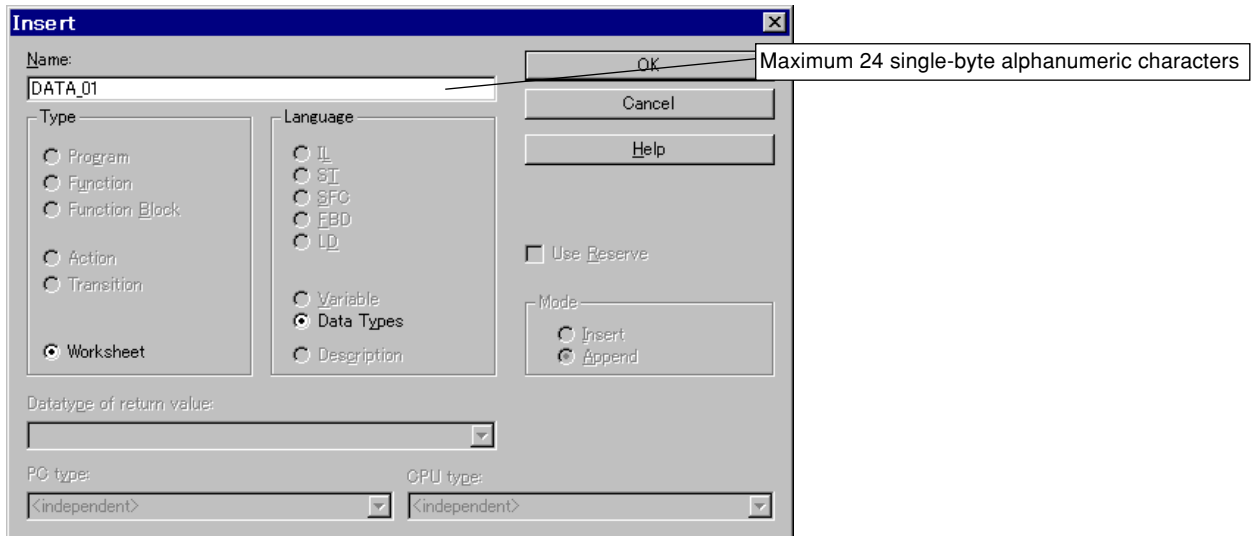 Insert
Name:
DATA_01
OK
Maximum 24 single-byte alphanumeric characters
Cancel
Help
Type
Program
Function
Function Block
Action
Transition
Worksheet
Language
IL
ST
SFC
FBD
LD
Variable
Data Types
Description
Use Reserve
Mode
Insert
Append
Datatype of return value:
PC type:
<independent>
CPU type:
<independent>